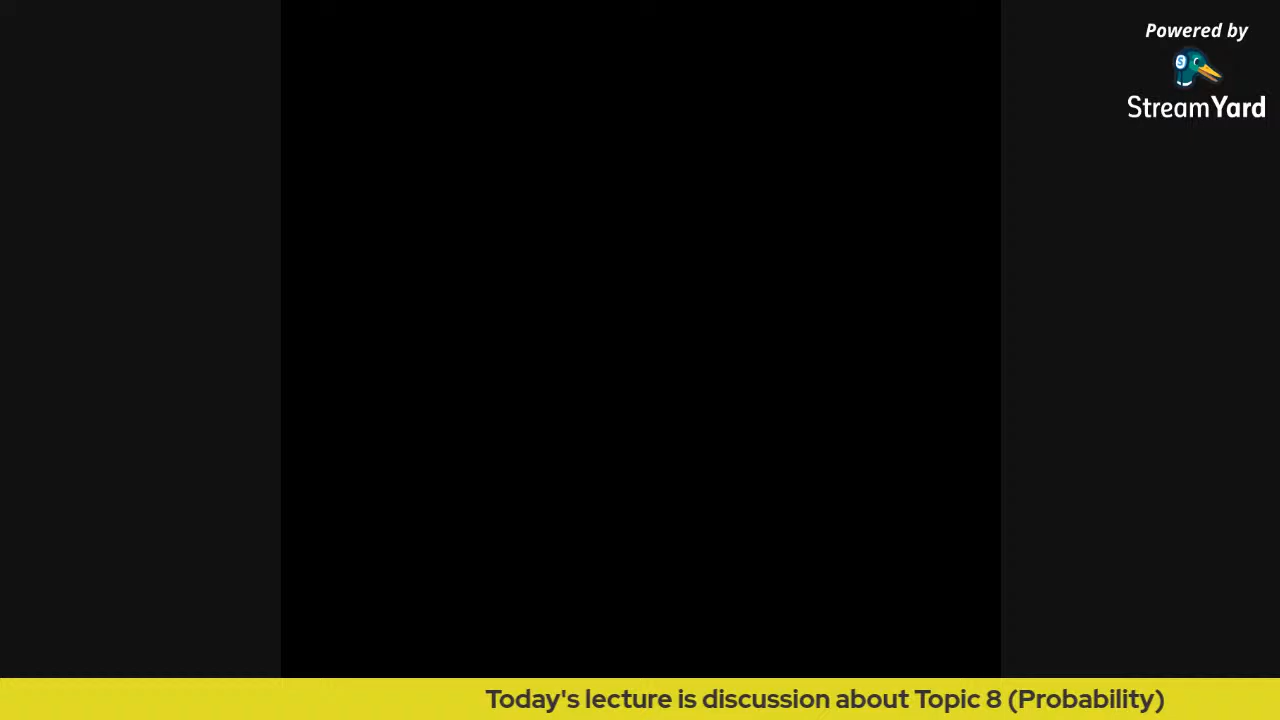 Powered by
S
StreamYard
Today's lecture is discussion about Topic 8 (Probability)